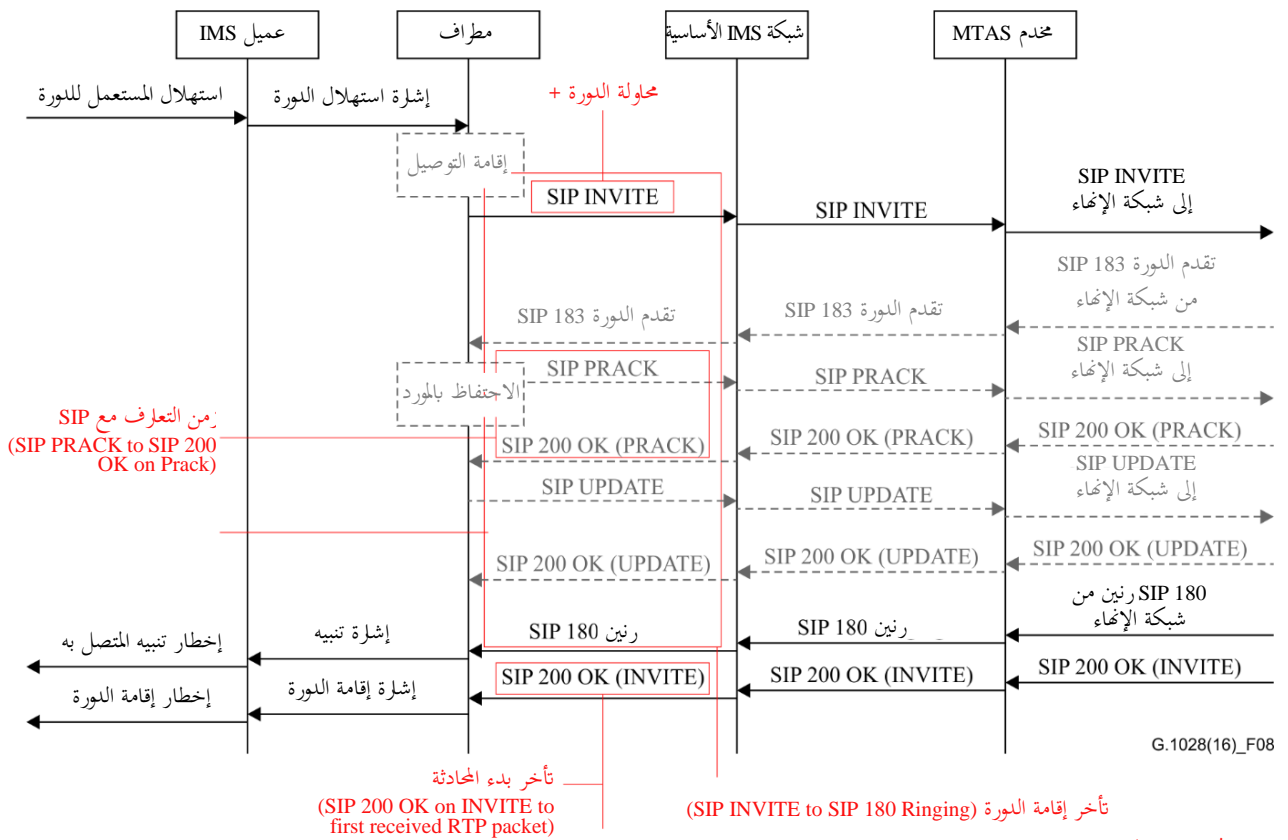 عميل IMS
مطراف
شبكة IMS الأساسية
مخدم MTAS
استهلال المستعمل للدورة
إشارة استهلال الدورة
محاولة الدورة +
إقامة التوصيل
SIP INVITE
SIP INVITE
SIP INVITE
إلى شبكة الإنهاء
تقدم الدورة SIP 183
من شبكة الإنهاء
تقدم الدورة SIP 183
تقدم الدورة SIP 183
SIP PRACK
إلى شبكة الإنهاء
SIP PRACK
SIP PRACK
الاحتفاظ بالمورد
زمن التعارف مع SIP
(SIP PRACK to SIP 200
OK on Prack)
SIP 200 OK (PRACK)
SIP 200 OK (PRACK)
SIP 200 OK (PRACK)
SIP UPDATE
إلى شبكة الإنهاء
SIP UPDATE
SIP UPDATE
SIP 200 OK (UPDATE)
SIP 200 OK (UPDATE)
SIP 200 OK (UPDATE)
SIP 180 رنين من
شبكة الإنهاء
رنين SIP 180
رنين SIP 180
إشارة تنبيه
إخطار تنبيه المتصل به
SIP 200 OK (INVITE)
SIP 200 OK (INVITE)
SIP 200 OK (INVITE)
إشارة إقامة الدورة
إخطار إقامة الدورة
G.1028(16)_F08
تأخر بدء المحادثة
(SIP 200 OK on INVITE to
first received RTP packet)
تأخر إقامة الدورة (SIP INVITE to SIP 180 Ringing)